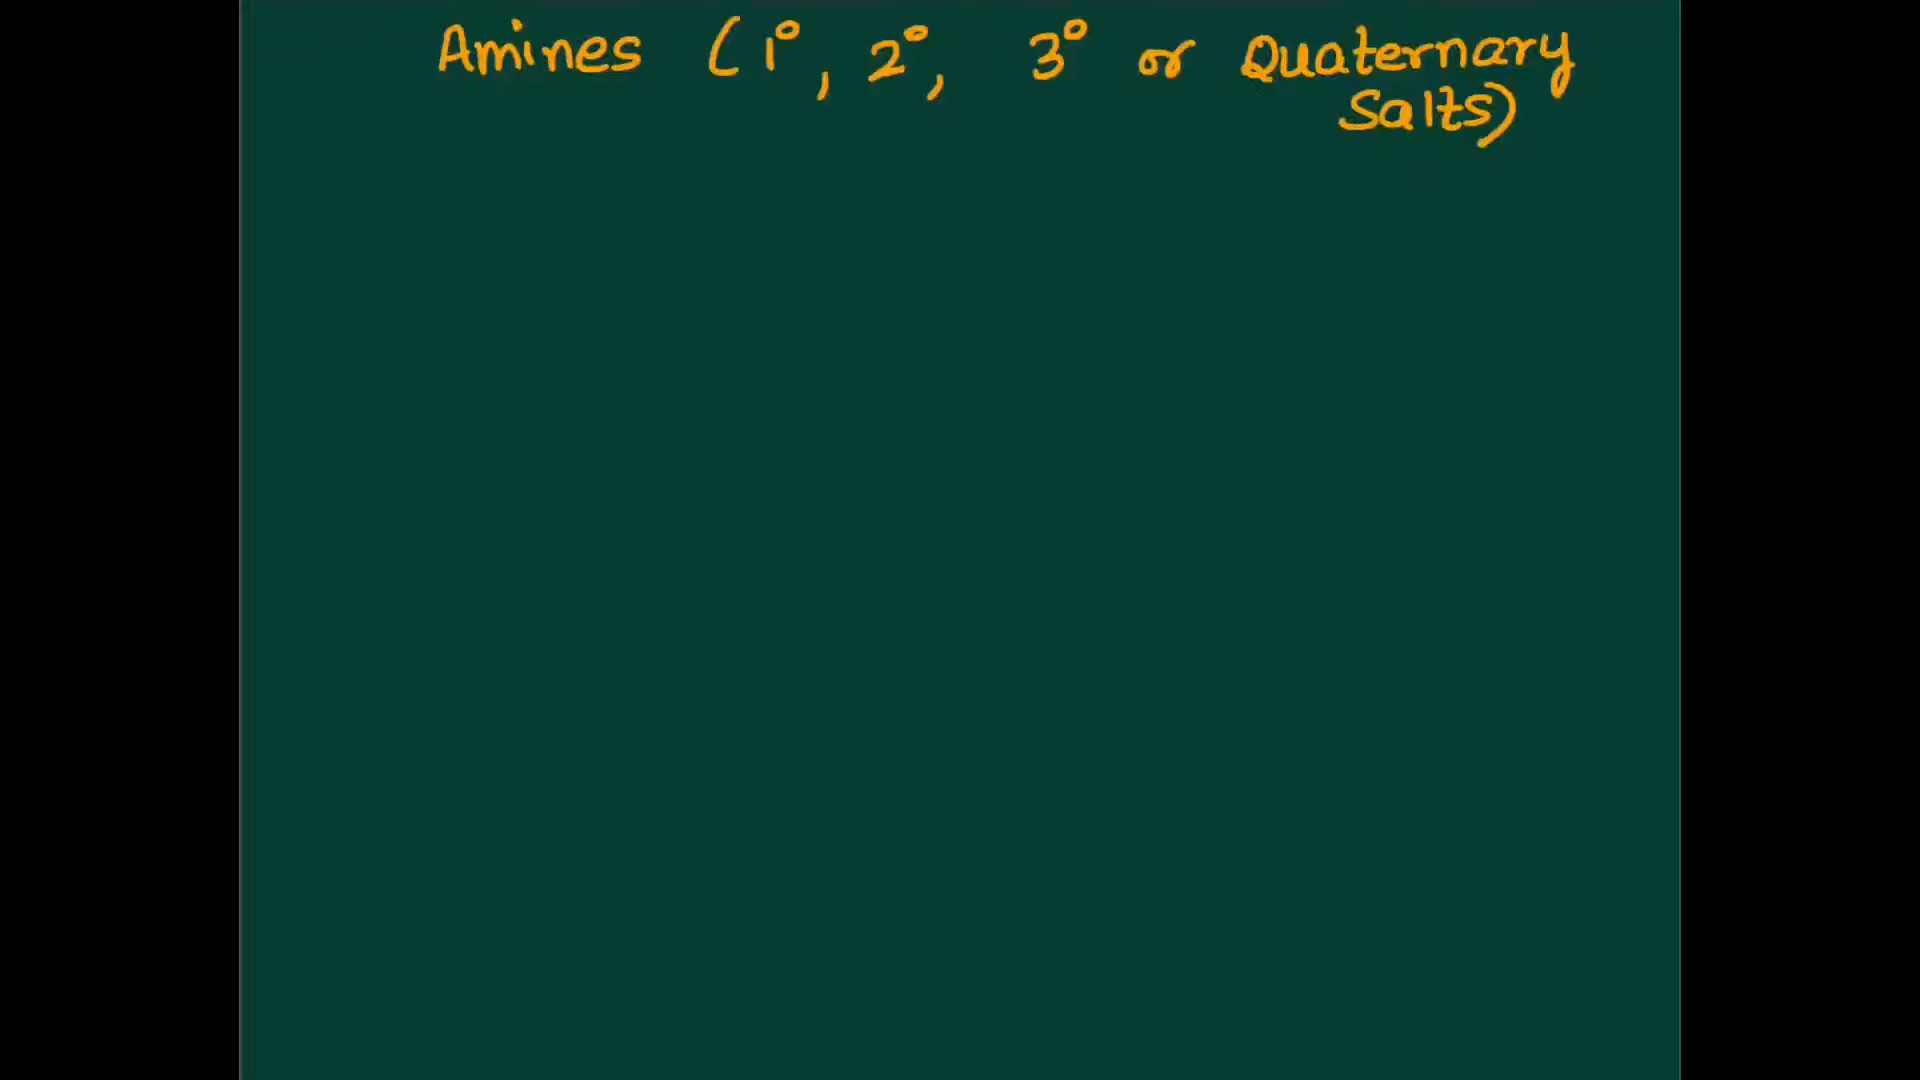 Amines (1°, 2°, 3° or Quaternary
Salts)